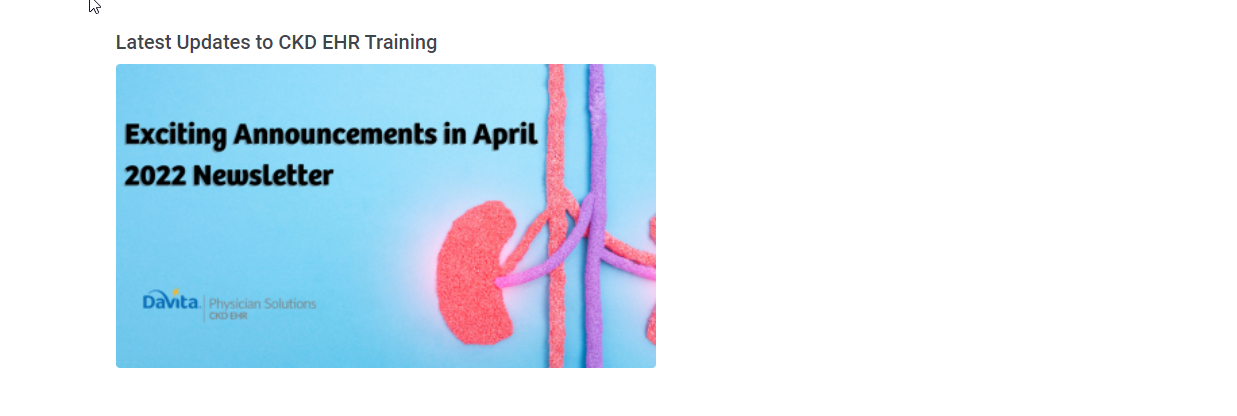 Latest Updates to CKD EHR Training
Exciting Announcements in April
2022 Newsletter
DaVita. Physician Solutions
CKD EHR